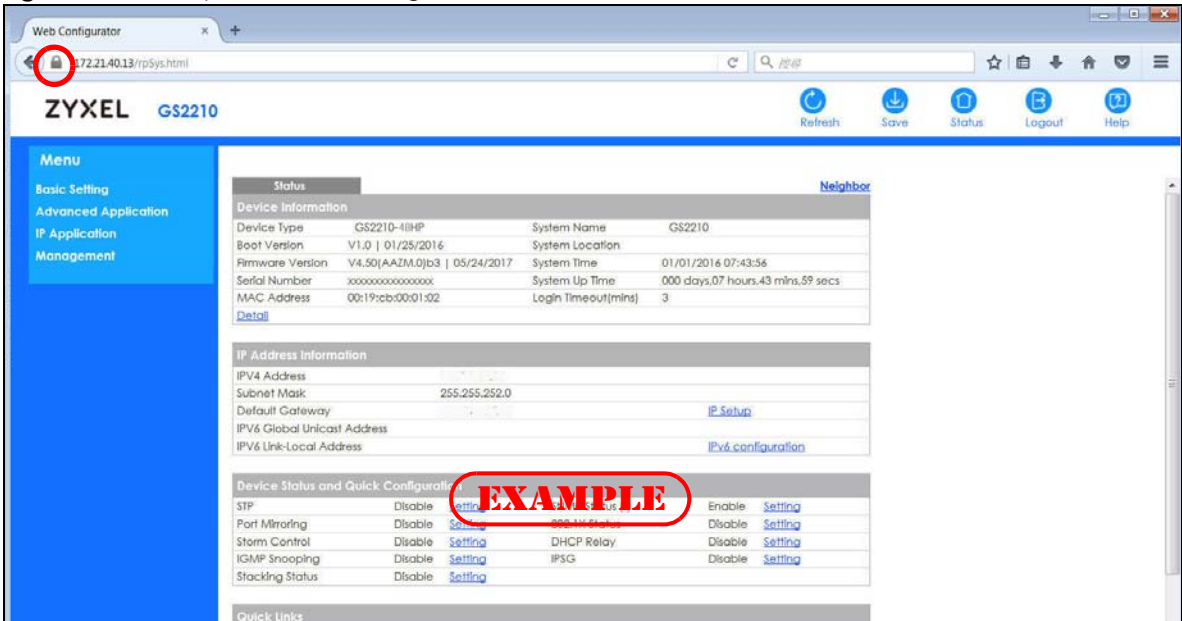 Web Configurator × +
172.21.40.13/rpSys.html
ZYXEL GS2210
Refresh Save Status Logout Help
Menu
Basic Setting
Advanced Application
IP Application
Management
Status Neighbor
Device Information
Device Type GS2210-48HP System Name GS2210
Boot Version V1.0 | 01/25/2016 System Location
Firmware Version V4.50(AAZM.0)b3 | 05/24/2017 System Time 01/01/2016 07:43:56
Serial Number xxxxxxxxxxxxxxxx System Up Time 000 days,07 hours,43 mins,59 secs
MAC Address 00:19:cb:00:01:02 Login Timeout(mins) 3
Detail
IP Address Information
IPV4 Address
Subnet Mask 255.255.252.0
Default Gateway IP Setup
IPV6 Global Unicast Address
IPV6 Link-Local Address IPv6 configuration
Device Status and Quick Configuration
EXAMPLE
STP Disable Setting Status Enable Setting
Port Mirroring Disable Setting 802.1X Status Disable Setting
Storm Control Disable Setting DHCP Relay Disable Setting
IGMP Snooping Disable Setting IPSG Disable Setting
Stacking Status Disable Setting
Quick Links